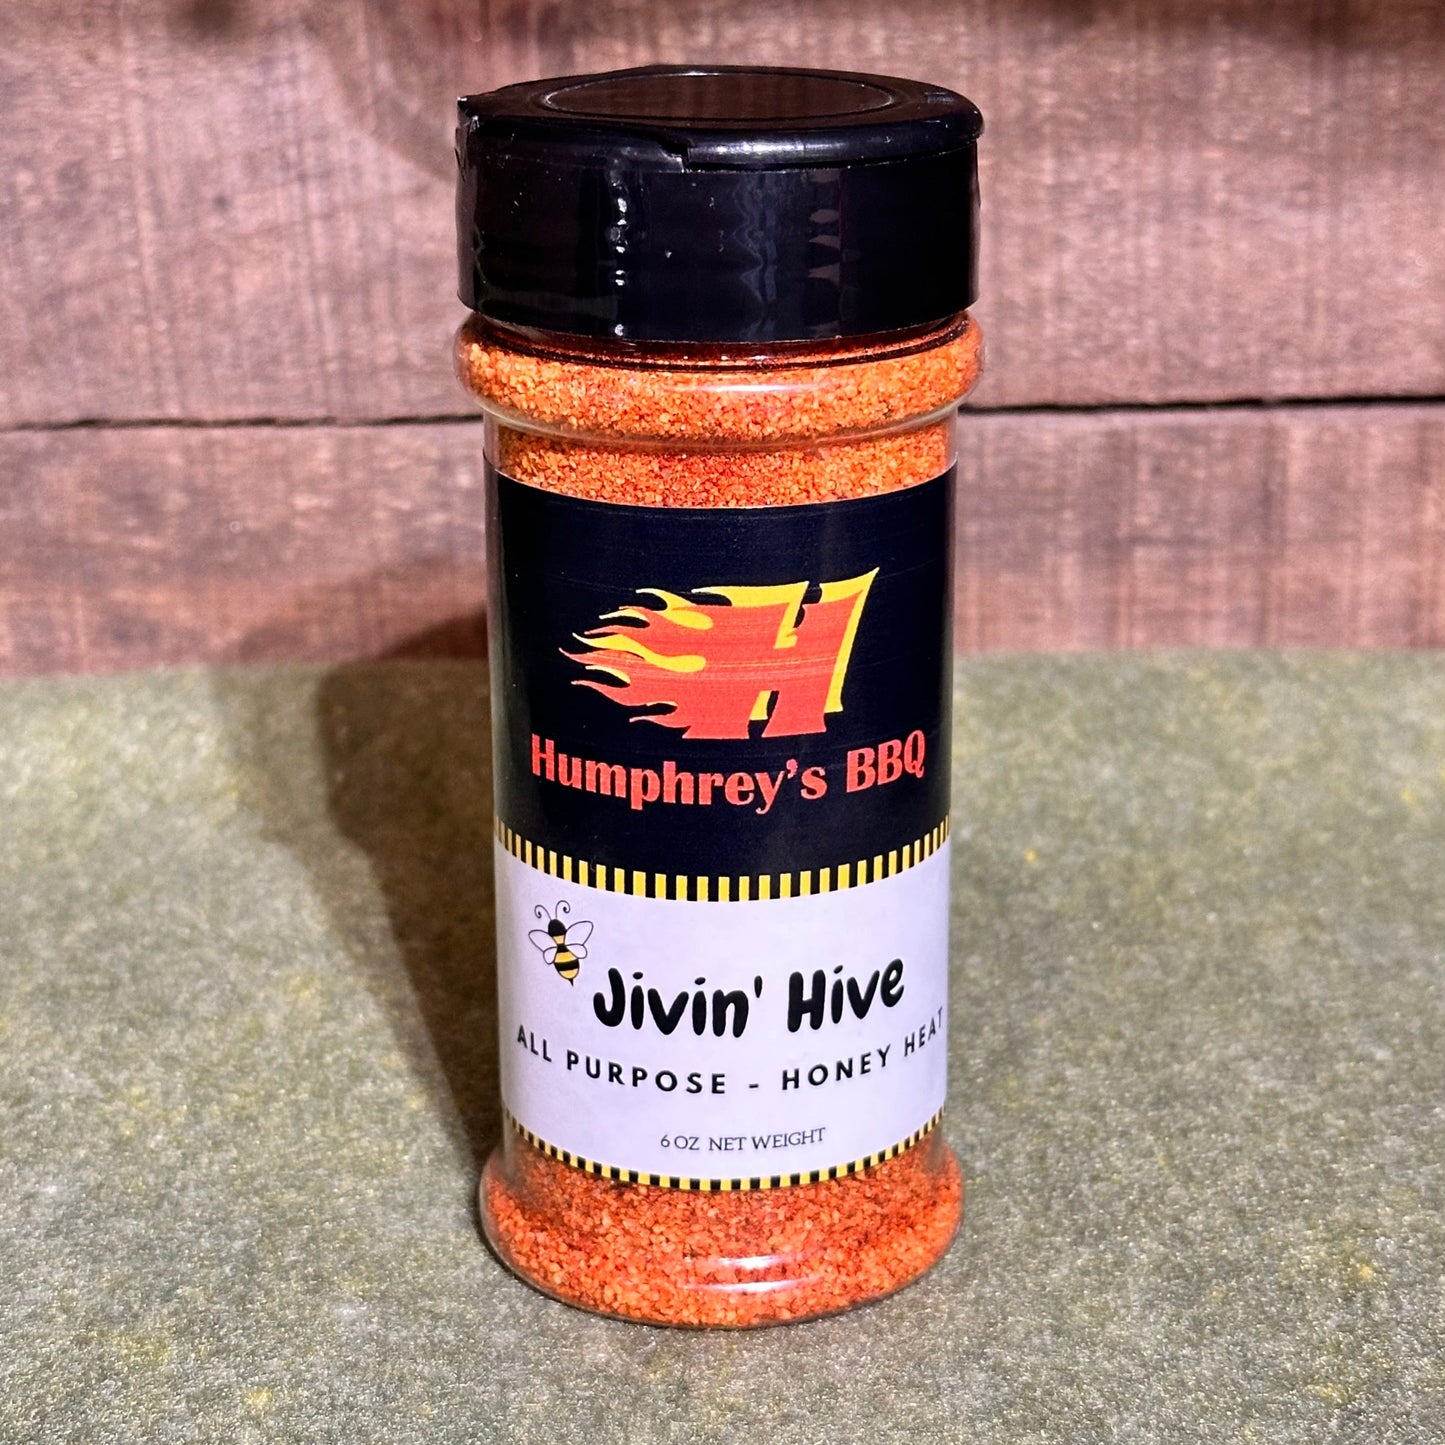 H
Humphrey's BBQ
Jivin' Hive
ALL PURPOSE - HONEY HEAT
6 OZ NET WEIGHT